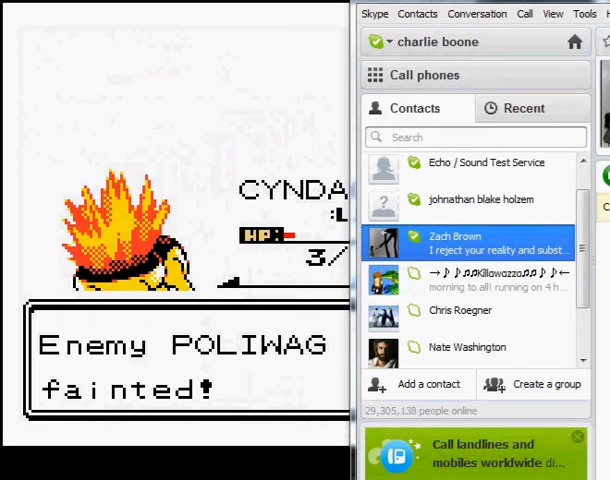 CYNDA
:L
HP:
3/
Enemy POLIWAG
fainted!
Skype Contacts Conversation Call View Tools
charlie boone
Call phones
Contacts
Recent
Search
Echo / Sound Test Service
johnathan blake holzem
Zach Brown
I reject your reality and subst...
→♪♪♫♫Killawazza♫♫♪♪←
morning to all! running on 4 h...
Chris Roegner
Nate Washington
Add a contact
Create a group
29,305,138 people online
Call landlines and
mobiles worldwide di...